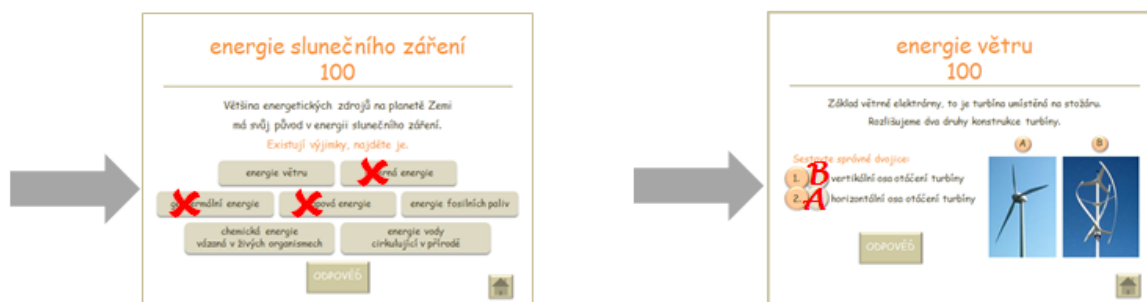 energie slunečního záření
100
Většina energetických zdrojů na planetě Zemi
má svůj původ v energii slunečního záření.
Existují výjimky, najděte je.
energie větru
energie
energie
energie
energie fosilních paliv
chemická energie
vázaná v živých organismech
energie vody
cirkulující v přírodě
ODPOVĚĎ
energie větru
100
Základ větrné elektrárny, to je turbína umístěná na stožáru.
Rozlišujeme dva druhy konstrukce turbíny.
A
B
Sestavte správné dvojice:
1. B vertikální osa otáčení turbíny
2. A horizontální osa otáčení turbíny
ODPOVĚĎ